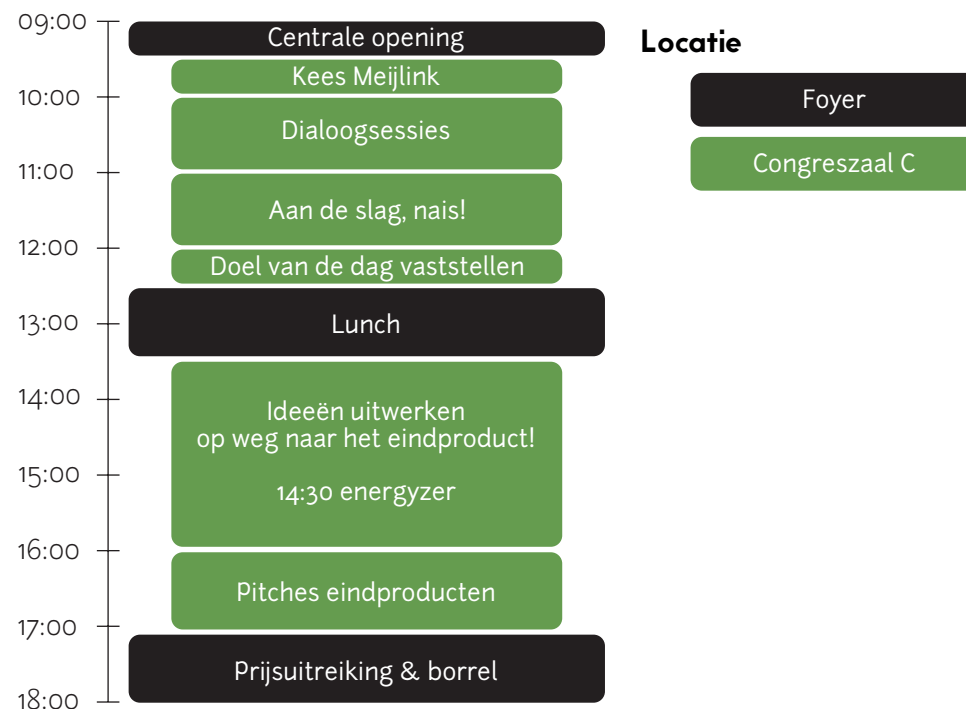 09:00
Centrale opening
Kees Meijlink
10:00
Dialoogsessies
11:00
Aan de slag, nais!
12:00
Doel van de dag vaststellen
13:00
Lunch
14:00
Ideeën uitwerken
op weg naar het eindproduct!
15:00
14:30 energyzer
16:00
Pitches eindproducten
17:00
Prijsuitreiking & borrel
18:00
Locatie
Foyer
Congreszaal C